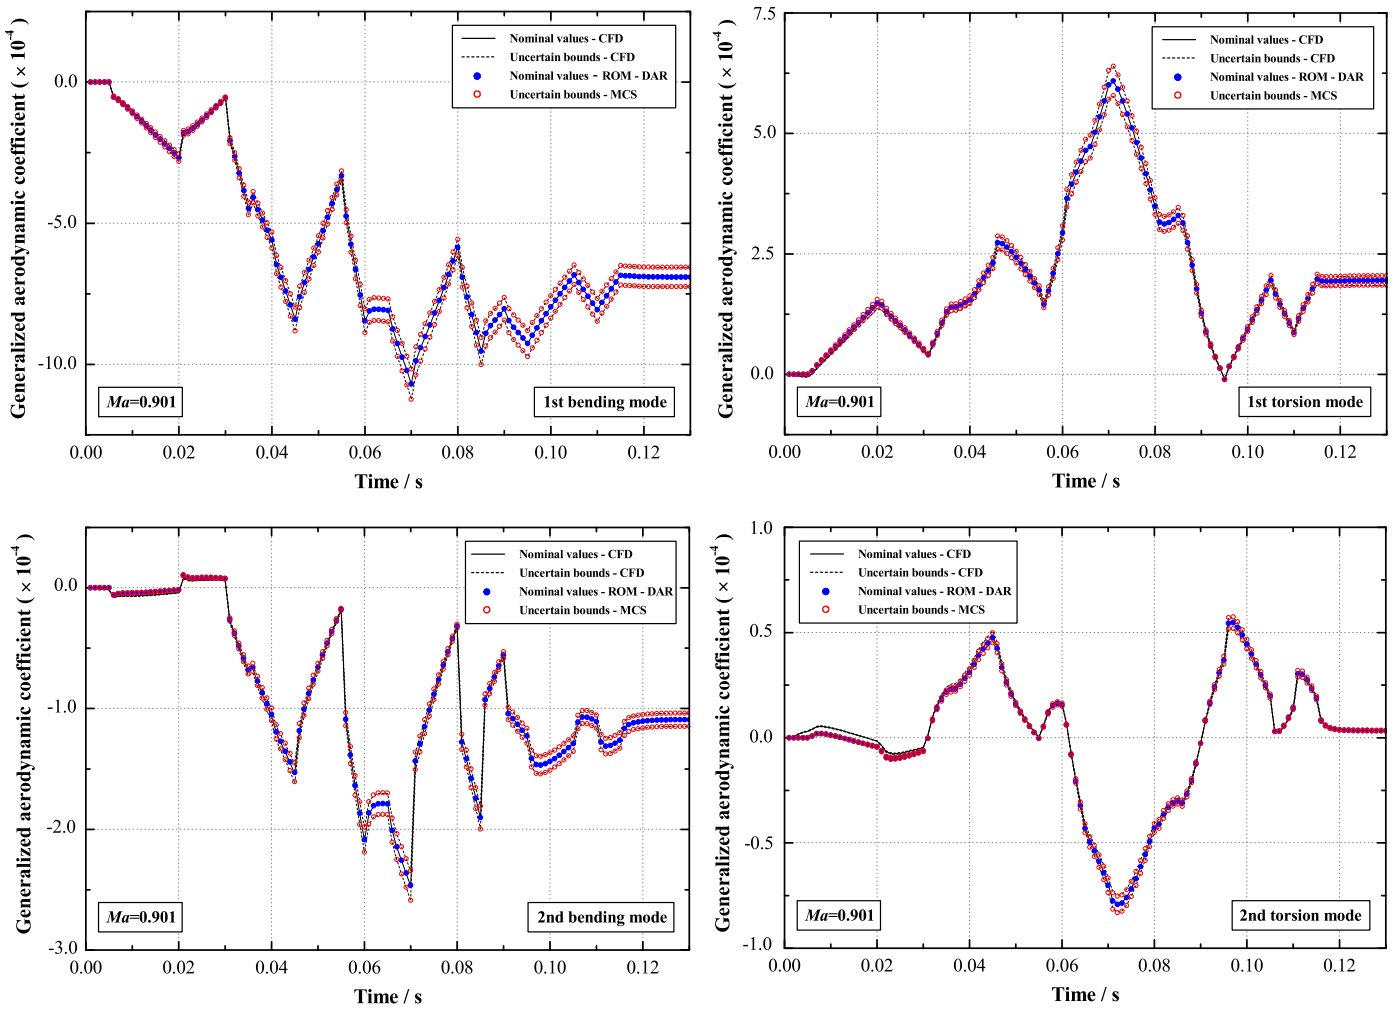 Generalized aerodynamic coefficient ( × 10⁻⁴ )
0.0
-5.0
-10.0
Nominal values - CFD
Uncertain bounds - CFD
Nominal values - ROM - DAR
Uncertain bounds - MCS
Ma=0.901
1st bending mode
0.00 0.02 0.04 0.06 0.08 0.10 0.12
Time / s
Generalized aerodynamic coefficient ( × 10⁻⁴ )
7.5
5.0
2.5
0.0
Nominal values - CFD
Uncertain bounds - CFD
Nominal values - ROM - DAR
Uncertain bounds - MCS
Ma=0.901
1st torsion mode
0.00 0.02 0.04 0.06 0.08 0.10 0.12
Time / s
Generalized aerodynamic coefficient ( × 10⁻⁴ )
0.0
-1.0
-2.0
-3.0
Nominal values - CFD
Uncertain bounds - CFD
Nominal values - ROM - DAR
Uncertain bounds - MCS
Ma=0.901
2nd bending mode
0.00 0.02 0.04 0.06 0.08 0.10 0.12
Time / s
Generalized aerodynamic coefficient ( × 10⁻⁴ )
1.0
0.5
0.0
-0.5
-1.0
Nominal values - CFD
Uncertain bounds - CFD
Nominal values - ROM - DAR
Uncertain bounds - MCS
Ma=0.901
2nd torsion mode
0.00 0.02 0.04 0.06 0.08 0.10 0.12
Time / s